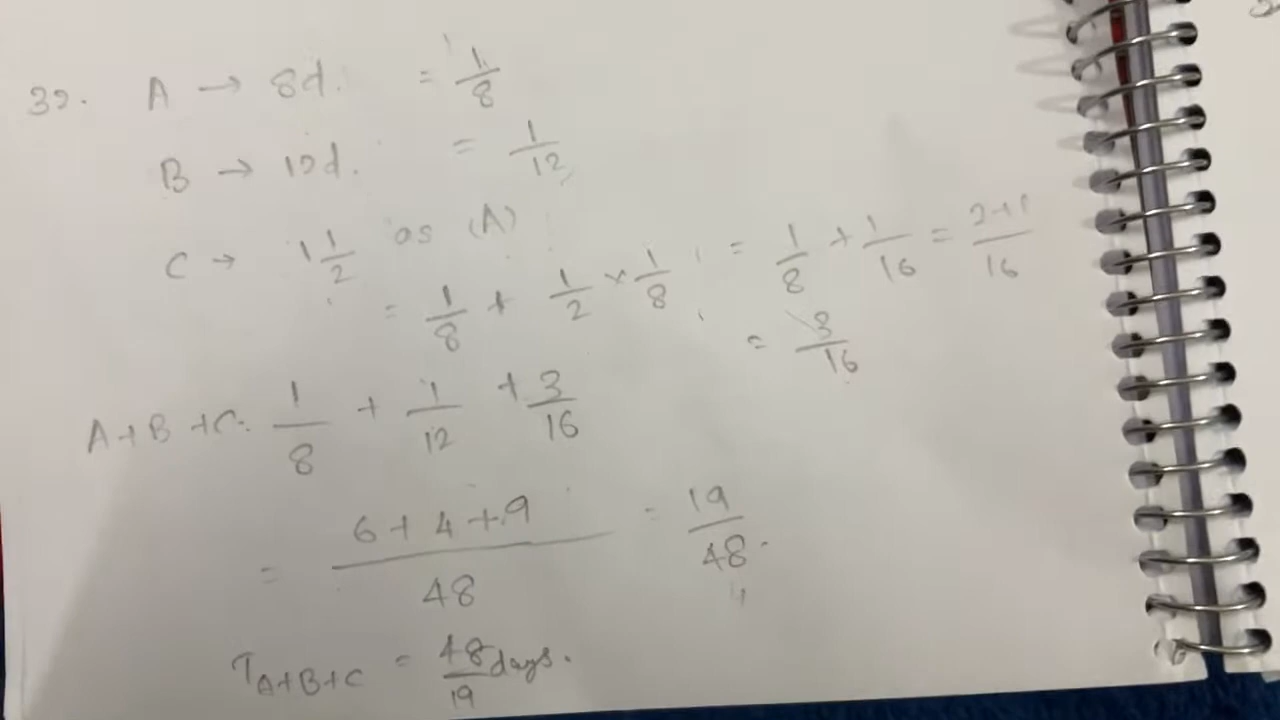 32. A → 8d. = 1/8
B → 12d. = 1/12
C → 1 1/2 as (A)
= 1/8 + 1/2 × 1/8 = 1/8 + 1/16 = 2+1/16
= 3/16
A+B+C: 1/8 + 1/12 + 3/16
= 6+4+9/48 = 19/48.
T A+B+C = 48/19 days.